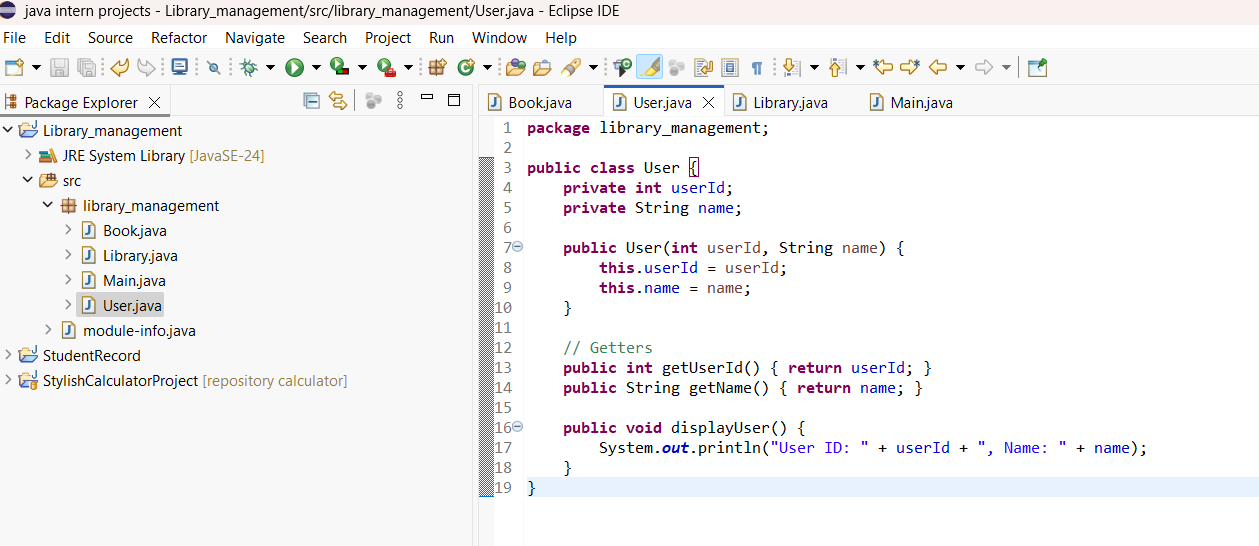 java intern projects - Library_management/src/library_management/User.java - Eclipse IDE
File Edit Source Refactor Navigate Search Project Run Window Help
Package Explorer
Library_management
JRE System Library [JavaSE-24]
src
library_management
Book.java
Library.java
Main.java
User.java
module-info.java
StudentRecord
StylishCalculatorProject [repository calculator]
Book.java User.java Library.java Main.java
1 package library_management;
2
3 public class User {
4     private int userId;
5     private String name;
6
7     public User(int userId, String name) {
8         this.userId = userId;
9         this.name = name;
10     }
11
12     // Getters
13     public int getUserId() { return userId; }
14     public String getName() { return name; }
15
16     public void displayUser() {
17         System.out.println("User ID: " + userId + ", Name: " + name);
18     }
19 }